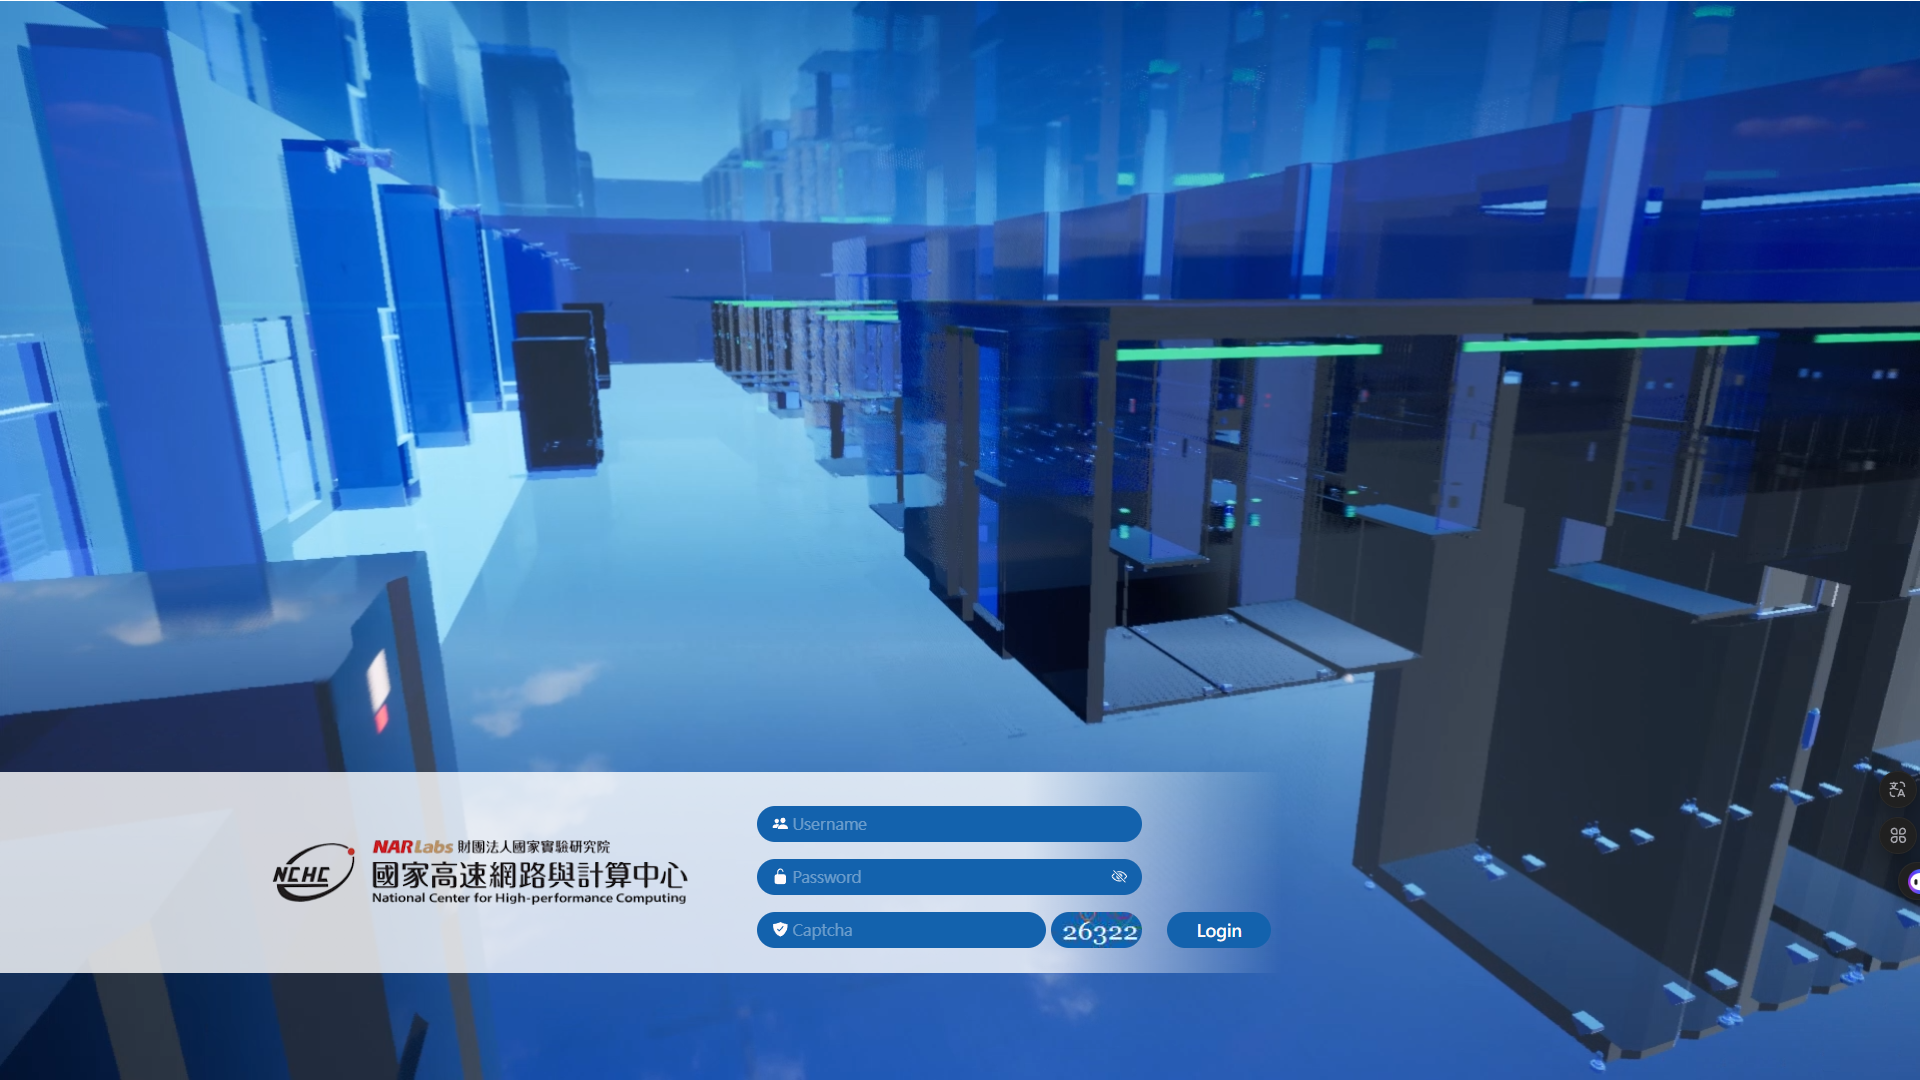 Username
NCHC
NARLabs 財團法人國家實驗研究院
國家高速網路與計算中心
National Center for High-performance Computing
Password
Captcha
26322
Login